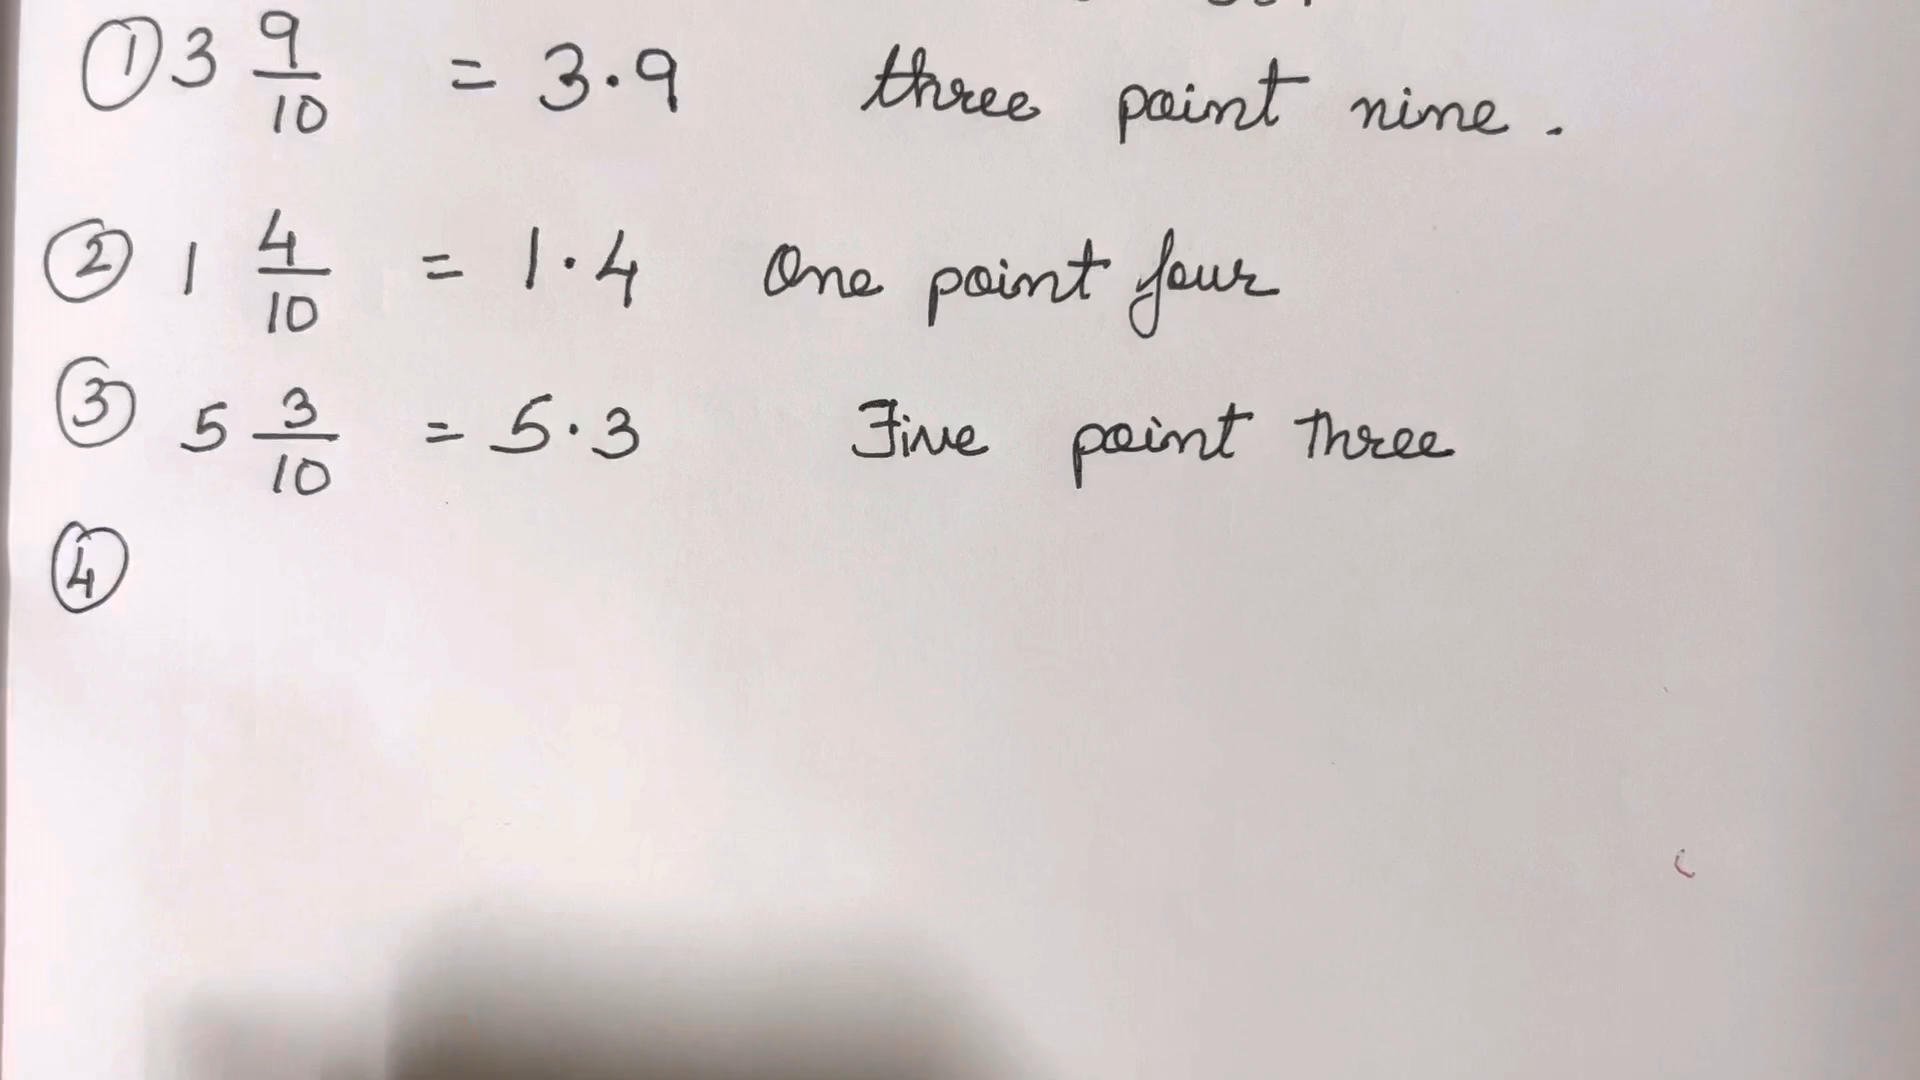 ① 3 9/10 = 3.9 three point nine.
② 1 4/10 = 1.4 One point four
③ 5 3/10 = 5.3 Five point Three
④